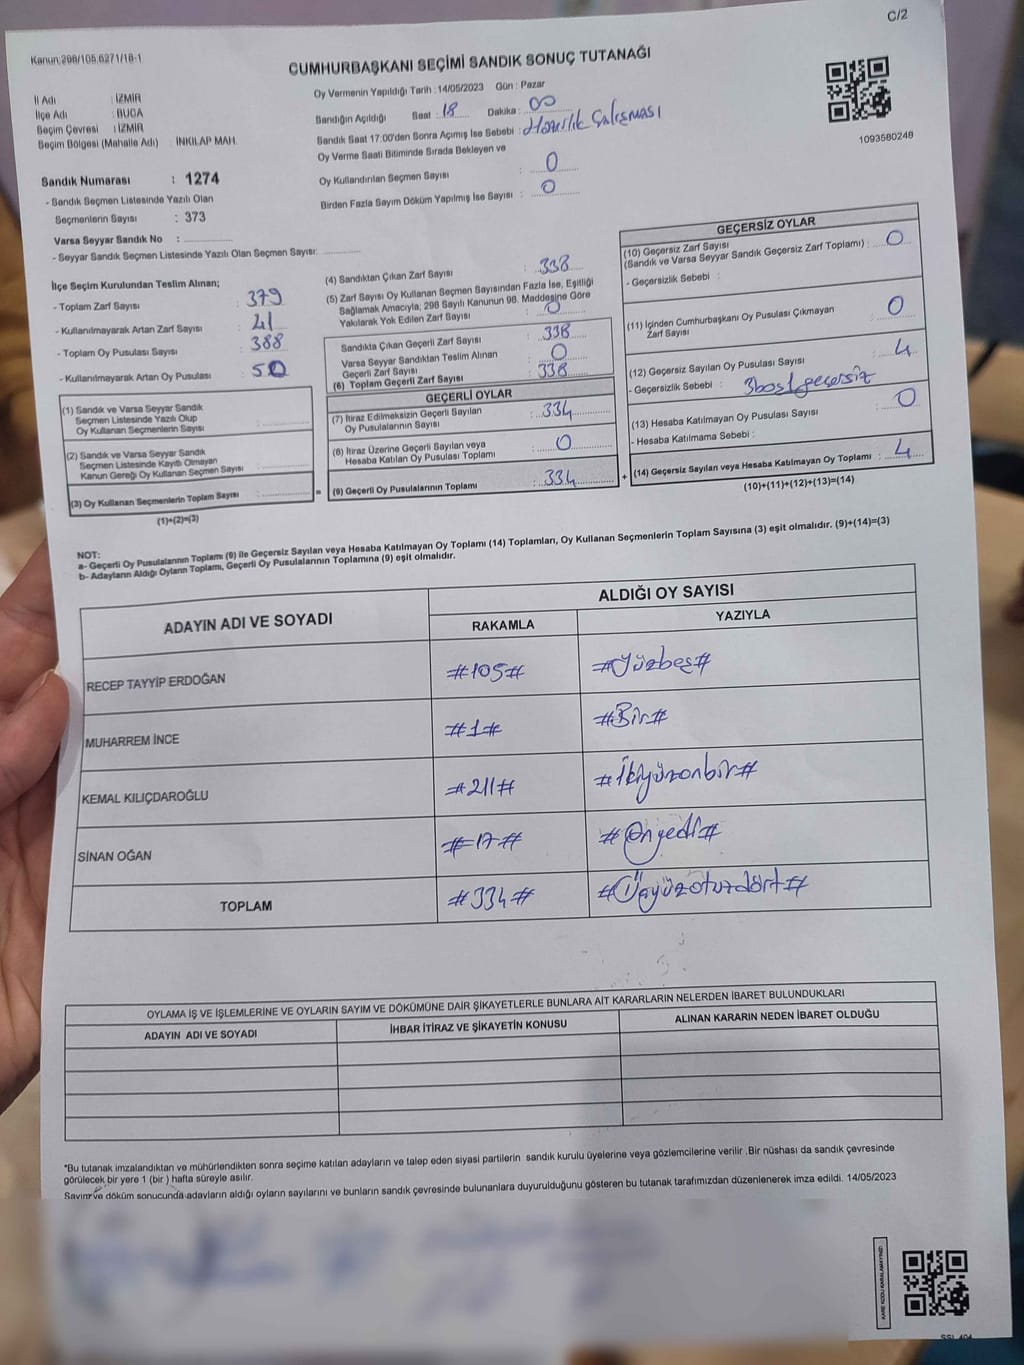 C/2
Kanun:298/105,6271/18-1
CUMHURBAŞKANI SEÇİMİ SANDIK SONUÇ TUTANAĞI
İl Adı : İZMİR
İlçe Adı : BUCA
Seçim Çevresi : İZMİR
Seçim Bölgesi (Mahalle Adı) : İNKILAP MAH.
Oy Vermenin Yapıldığı Tarih :14/05/2023 Gün : Pazar
Sandığın Açıldığı Saat : 18 Dakika : 00
Sandık Saat 17:00'den Sonra Açımış İse Sebebi : Hazırlık Çalışması
Oy Verme Saati Bitiminde Sırada Bekleyen ve
Oy Kullandırılan Seçmen Sayısı : 0
Birden Fazla Sayım Döküm Yapılmış İse Sayısı : 0
1093580248
Sandık Numarası : 1274
- Sandık Seçmen Listesinde Yazılı Olan
Seçmenlerin Sayısı : 373
Varsa Seyyar Sandık No :
- Seyyar Sandık Seçmen Listesinde Yazılı Olan Seçmen Sayısı:
İlçe Seçim Kurulundan Teslim Alınan;
- Toplam Zarf Sayısı : 379
- Kullanılmayarak Artan Zarf Sayısı : 41
- Toplam Oy Pusulası Sayısı : 388
- Kullanılmayarak Artan Oy Pusulası : 50
(1) Sandık ve Varsa Seyyar Sandık
Seçmen Listesinde Yazılı Olup
Oy Kullanan Seçmenlerin Sayısı :
(2) Sandık ve Varsa Seyyar Sandık
Seçmen Listesinde Kayıtlı Olmayan
Kanun Gereği Oy Kullanan Seçmen Sayısı :
(3) Oy Kullanan Seçmenlerin Toplam Sayısı :
(1)+(2)=(3)
=
(4) Sandıktan Çıkan Zarf Sayısı : 338
(5) Zarf Sayısı Oy Kullanan Seçmen Sayısından Fazla İse, Eşitliği
Sağlamak Amacıyla, 298 Sayılı Kanunun 98. Maddesine Göre
Yakılarak Yok Edilen Zarf Sayısı : 0
Sandıkta Çıkan Geçerli Zarf Sayısı : 338
Varsa Seyyar Sandıktan Teslim Alınan
Geçerli Zarf Sayısı : 0
(6) Toplam Geçerli Zarf Sayısı : 338
GEÇERLİ OYLAR
(7) İtiraz Edilmeksizin Geçerli Sayılan
Oy Pusulalarının Sayısı : 334
(8) İtiraz Üzerine Geçerli Sayılan veya
Hesaba Katılan Oy Pusulası Toplamı : 0
(9) Geçerli Oy Pusulalarının Toplamı : 334
+
GEÇERSİZ OYLAR
(10) Geçersiz Zarf Sayısı
(Sandık ve Varsa Seyyar Sandık Geçersiz Zarf Toplamı) : 0
- Geçersizlik Sebebi :
(11) İçinden Cumhurbaşkanı Oy Pusulası Çıkmayan
Zarf Sayısı : 0
(12) Geçersiz Sayılan Oy Pusulası Sayısı : 4
- Geçersizlik Sebebi : 3boş1geçersiz
(13) Hesaba Katılmayan Oy Pusulası Sayısı : 0
- Hesaba Katılmama Sebebi :
(14) Geçersiz Sayılan veya Hesaba Katılmayan Oy Toplamı : 4
(10)+(11)+(12)+(13)=(14)
NOT:
a- Geçerli Oy Pusulalarının Toplamı (9) ile Geçersiz Sayılan veya Hesaba Katılmayan Oy Toplamı (14) Toplamları, Oy Kullanan Seçmenlerin Toplam Sayısına (3) eşit olmalıdır. (9)+(14)=(3)
b- Adayların Aldığı Oyların Toplamı, Geçerli Oy Pusulalarının Toplamına (9) eşit olmalıdır.
ADAYIN ADI VE SOYADI
ALDIĞI OY SAYISI
RAKAMLA YAZIYLA
RECEP TAYYİP ERDOĞAN #105# #Yüzbeş#
MUHARREM İNCE #1# #Bir#
KEMAL KILIÇDAROĞLU #211# #İkiyüzonbir#
SİNAN OĞAN #17# #Onyedi#
TOPLAM #334# #Üçyüzotuzdört#
OYLAMA İŞ VE İŞLEMLERİNE VE OYLARIN SAYIM VE DÖKÜMÜNE DAİR ŞİKAYETLERLE BUNLARA AİT KARARLARIN NELERDEN İBARET BULUNDUKLARI
ADAYIN ADI VE SOYADI İHBAR İTİRAZ VE ŞİKAYETİN KONUSU ALINAN KARARIN NEDEN İBARET OLDUĞU
*Bu tutanak imzalandıktan ve mühürlendikten sonra seçime katılan adayların ve talep eden siyasi partilerin sandık kurulu üyelerine veya gözlemcilerine verilir .Bir nüshası da sandık çevresinde
görülecek bir yere 1 (bir ) hafta süreyle asılır.
Sayım ve döküm sonucunda adayların aldığı oyların sayılarını ve bunların sandık çevresinde bulunanlara duyurulduğunu gösteren bu tutanak tarafımızdan düzenlenerek imza edildi. 14/05/2023
KARE KODU KARALAMAYINIZ!